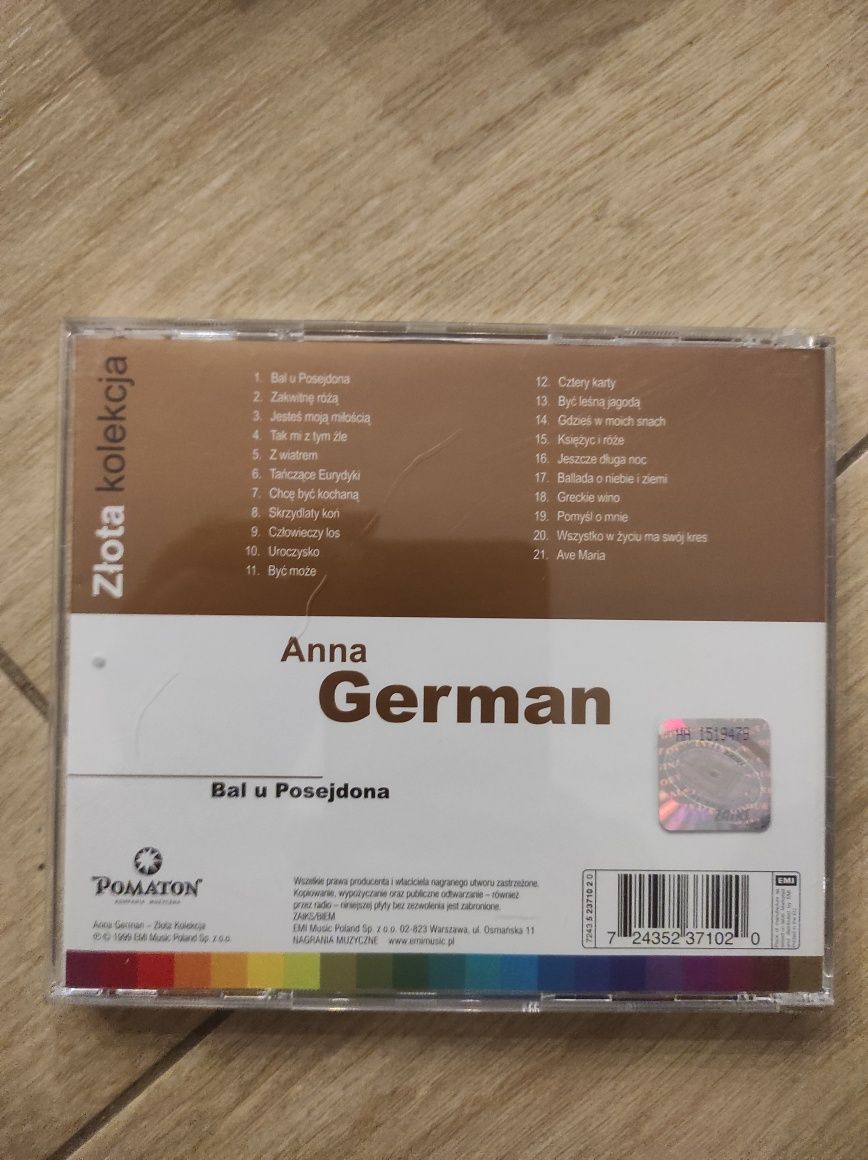 Złota kolekcja
1. Bal u Posejdona
2. Zakwitnę różą
3. Jesteś moją miłością
4. Tak mi z tym źle
5. Z wiatrem
6. Tańczące Eurydyki
7. Chcę być kochaną
8. Skrzydlaty koń
9. Człowieczy los
10. Uroczysko
11. Być może
12. Cztery karty
13. Być leśną jagodą
14. Gdzieś w moich snach
15. Księżyc i róże
16. Jeszcze długa noc
17. Ballada o niebie i ziemi
18. Greckie wino
19. Pomyśl o mnie
20. Wszystko w życiu ma swój kres
21. Ave Maria
Anna
German
Bal u Posejdona
HA 1519479
ZAiKS
POMATON
KOMPANIA MUZYCZNA
Anna German – Złota Kolekcja
℗ © 1999 EMI Music Poland Sp. z o.o.
Wszelkie prawa producenta i właściciela nagranego utworu zastrzeżone.
Kopiowanie, wypożyczanie oraz publiczne odtwarzanie – również
przez radio – niniejszej płyty bez zezwolenia jest zabronione.
ZAIKS/BIEM
EMI Music Poland Sp. z o.o. 02-823 Warszawa, ul. Osmańska 11
NAGRANIA MUZYCZNE www.emimusic.pl
7243 5 23710 2 0
7 24352 37102 0
EMI